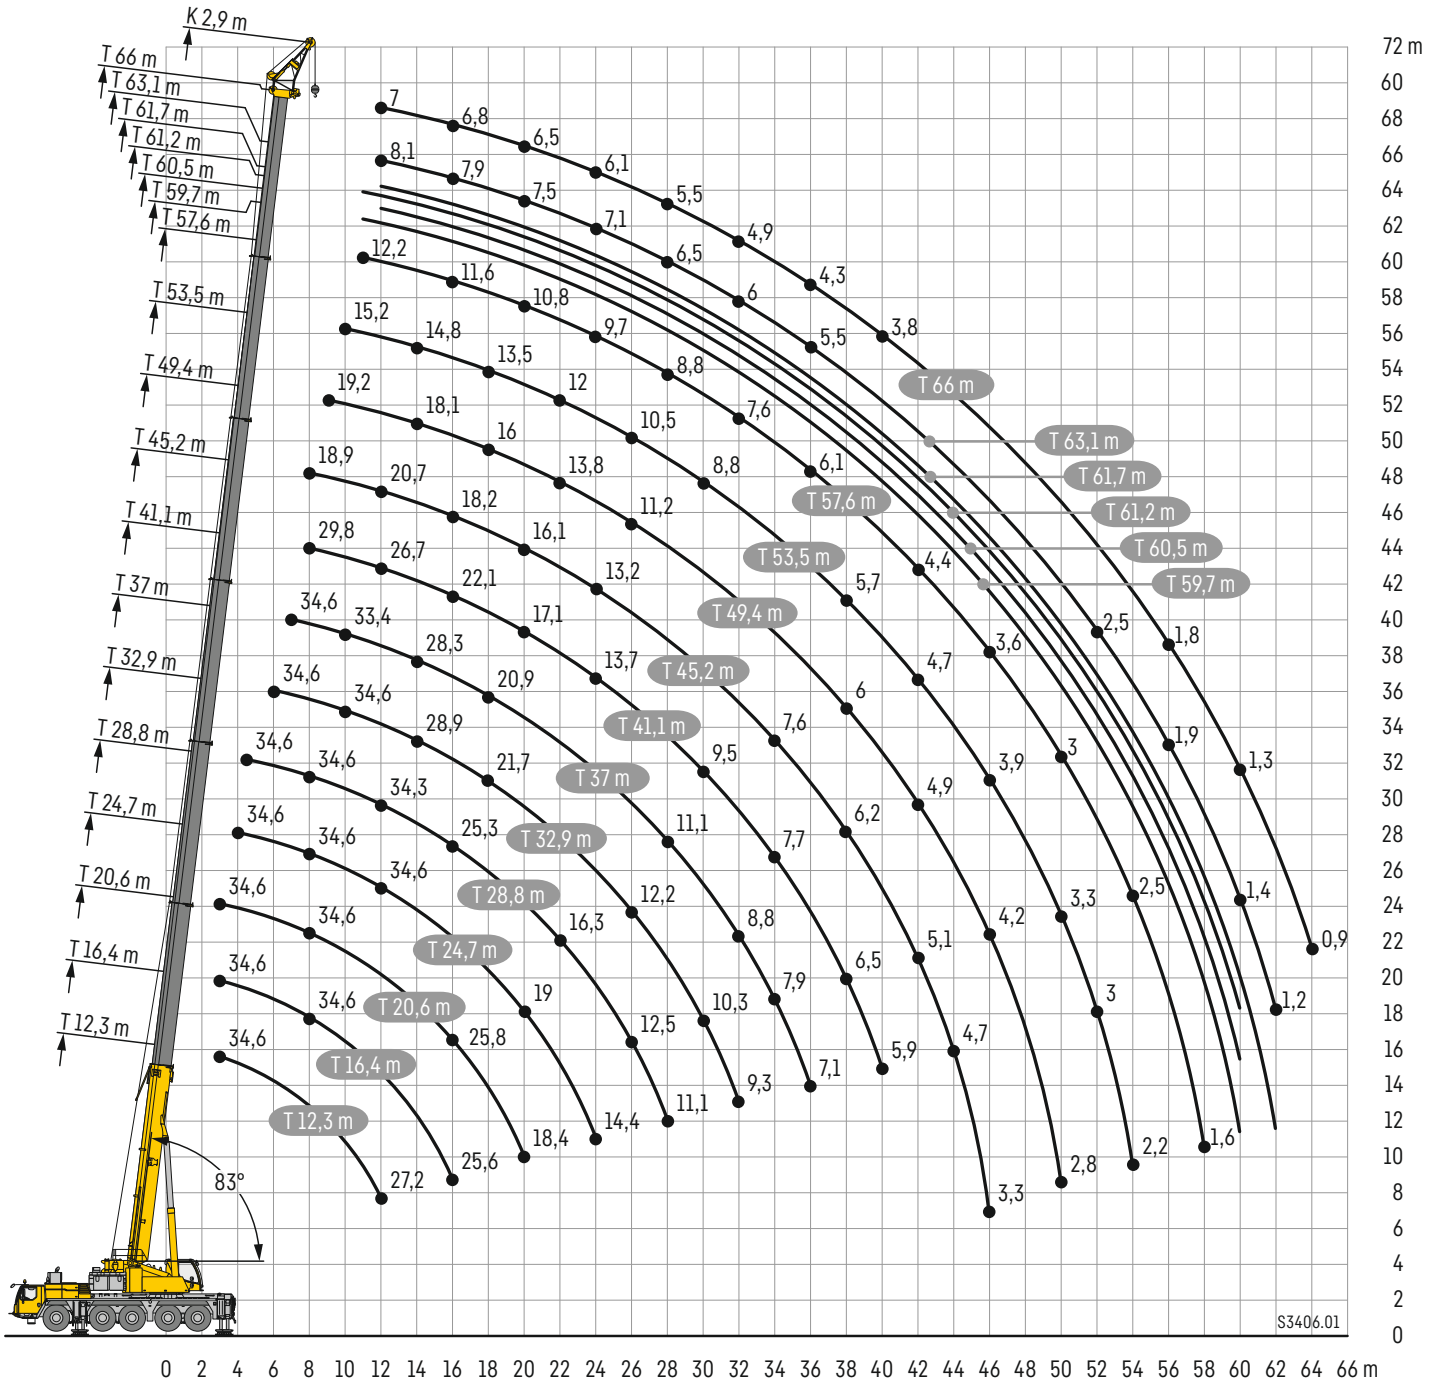 K 2,9 m
T 66 m
T 63,1 m
T 61,7 m
T 61,2 m
T 60,5 m
T 59,7 m
T 57,6 m
T 53,5 m
T 49,4 m
T 45,2 m
T 41,1 m
T 37 m
T 32,9 m
T 28,8 m
T 24,7 m
T 20,6 m
T 16,4 m
T 12,3 m
83°
7 6,8 6,5 6,1 5,5 4,9 4,3 3,8 1,8 1,3 0,9
T 66 m
8,1 7,9 7,5 7,1 6,5 6 5,5 2,5 1,9 1,4 1,2
T 63,1 m
T 61,7 m
T 61,2 m
T 60,5 m
T 59,7 m
12,2 11,6 10,8 9,7 8,8 7,6 6,1 4,4 3,6 3 2,5 1,6
T 57,6 m
15,2 14,8 13,5 12 10,5 8,8 5,7 4,7 3,9 3,3 3 2,2
T 53,5 m
19,2 18,1 16 13,8 11,2 6 4,9 4,2 2,8
T 49,4 m
18,9 20,7 18,2 16,1 13,2 7,6 6,2 5,1 4,7 3,3
T 45,2 m
29,8 26,7 22,1 17,1 13,7 9,5 7,7 6,5 5,9
T 41,1 m
34,6 33,4 28,3 20,9 11,1 8,8 7,9 7,1
T 37 m
34,6 34,6 28,9 21,7 12,2 10,3 9,3
T 32,9 m
34,6 34,6 34,3 25,3 16,3 12,5 11,1
T 28,8 m
34,6 34,6 34,6 19 14,4
T 24,7 m
34,6 34,6 25,8 18,4
T 20,6 m
34,6 34,6 25,6
T 16,4 m
34,6 27,2
T 12,3 m
72 m
60
68
66
64
62
60
58
56
54
52
50
48
46
44
42
40
38
36
34
32
30
28
26
24
22
20
18
16
14
12
10
8
6
4
2
0
S3406.01
0 2 4 6 8 10 12 14 16 18 20 22 24 26 28 30 32 34 36 38 40 42 44 46 48 50 52 54 56 58 60 62 64 66 m